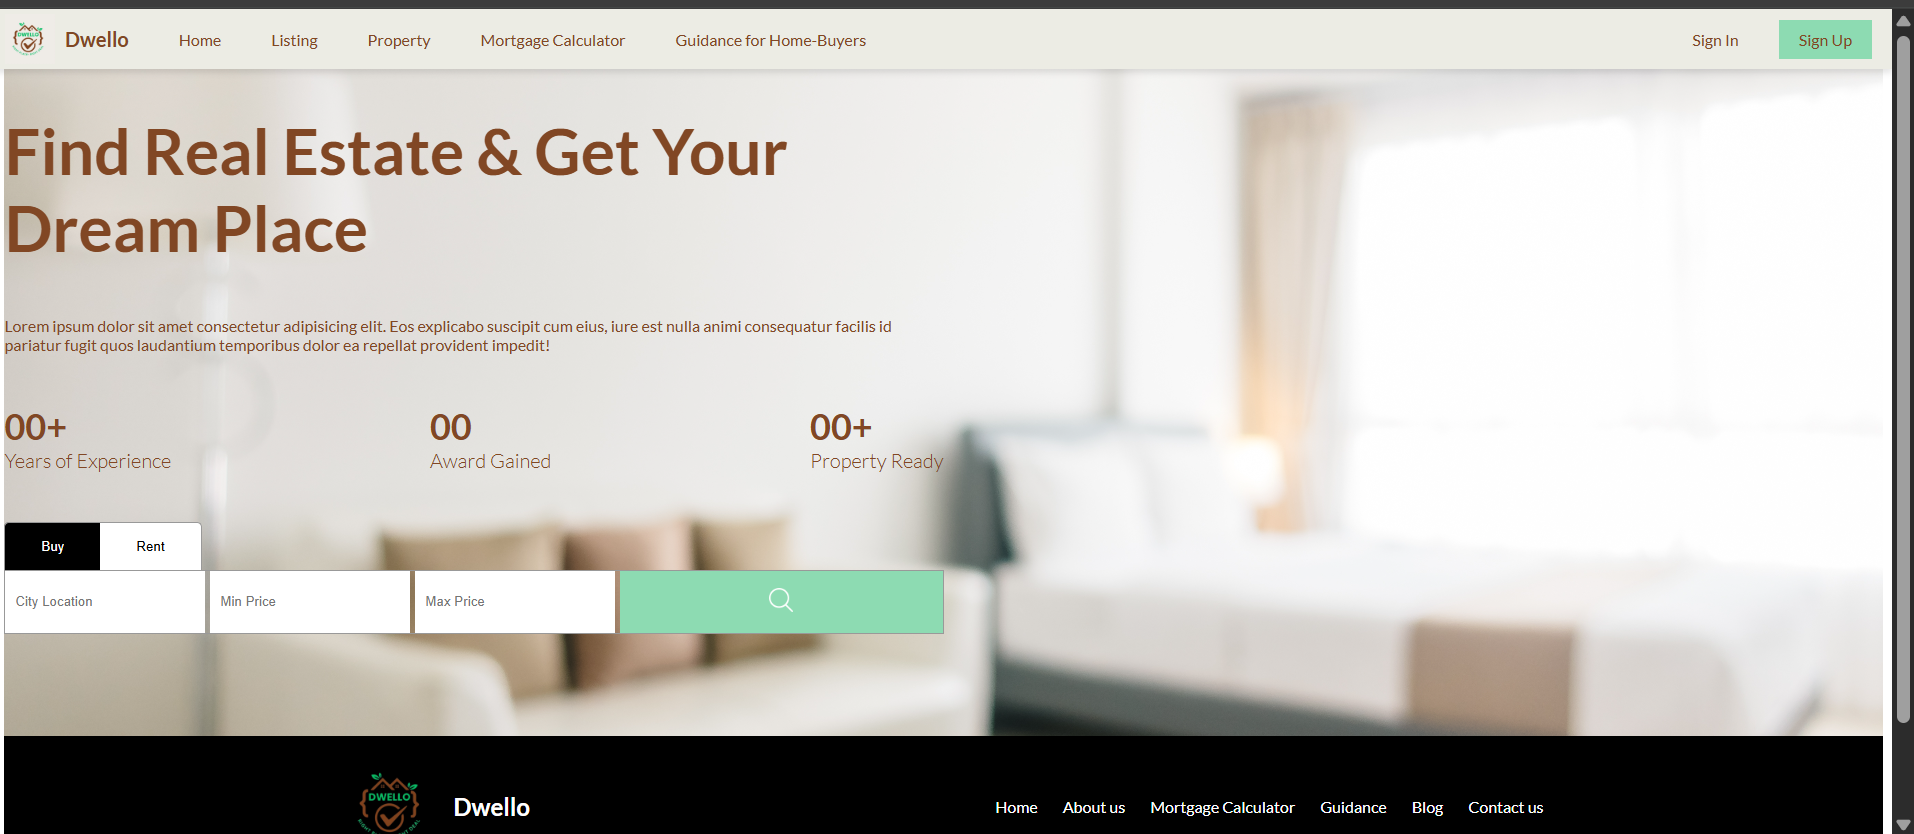 DWELLO
Dwello
Home
Listing
Property
Mortgage Calculator
Guidance for Home-Buyers
Sign In
Sign Up
Find Real Estate & Get Your
Dream Place
Lorem ipsum dolor sit amet consectetur adipisicing elit. Eos explicabo suscipit cum eius, iure est nulla animi consequatur facilis id
pariatur fugit quos laudantium temporibus dolor ea repellat provident impedit!
00+
Years of Experience
00
Award Gained
00+
Property Ready
Buy
Rent
City Location
Min Price
Max Price
DWELLO
Dwello
Home
About us
Mortgage Calculator
Guidance
Blog
Contact us